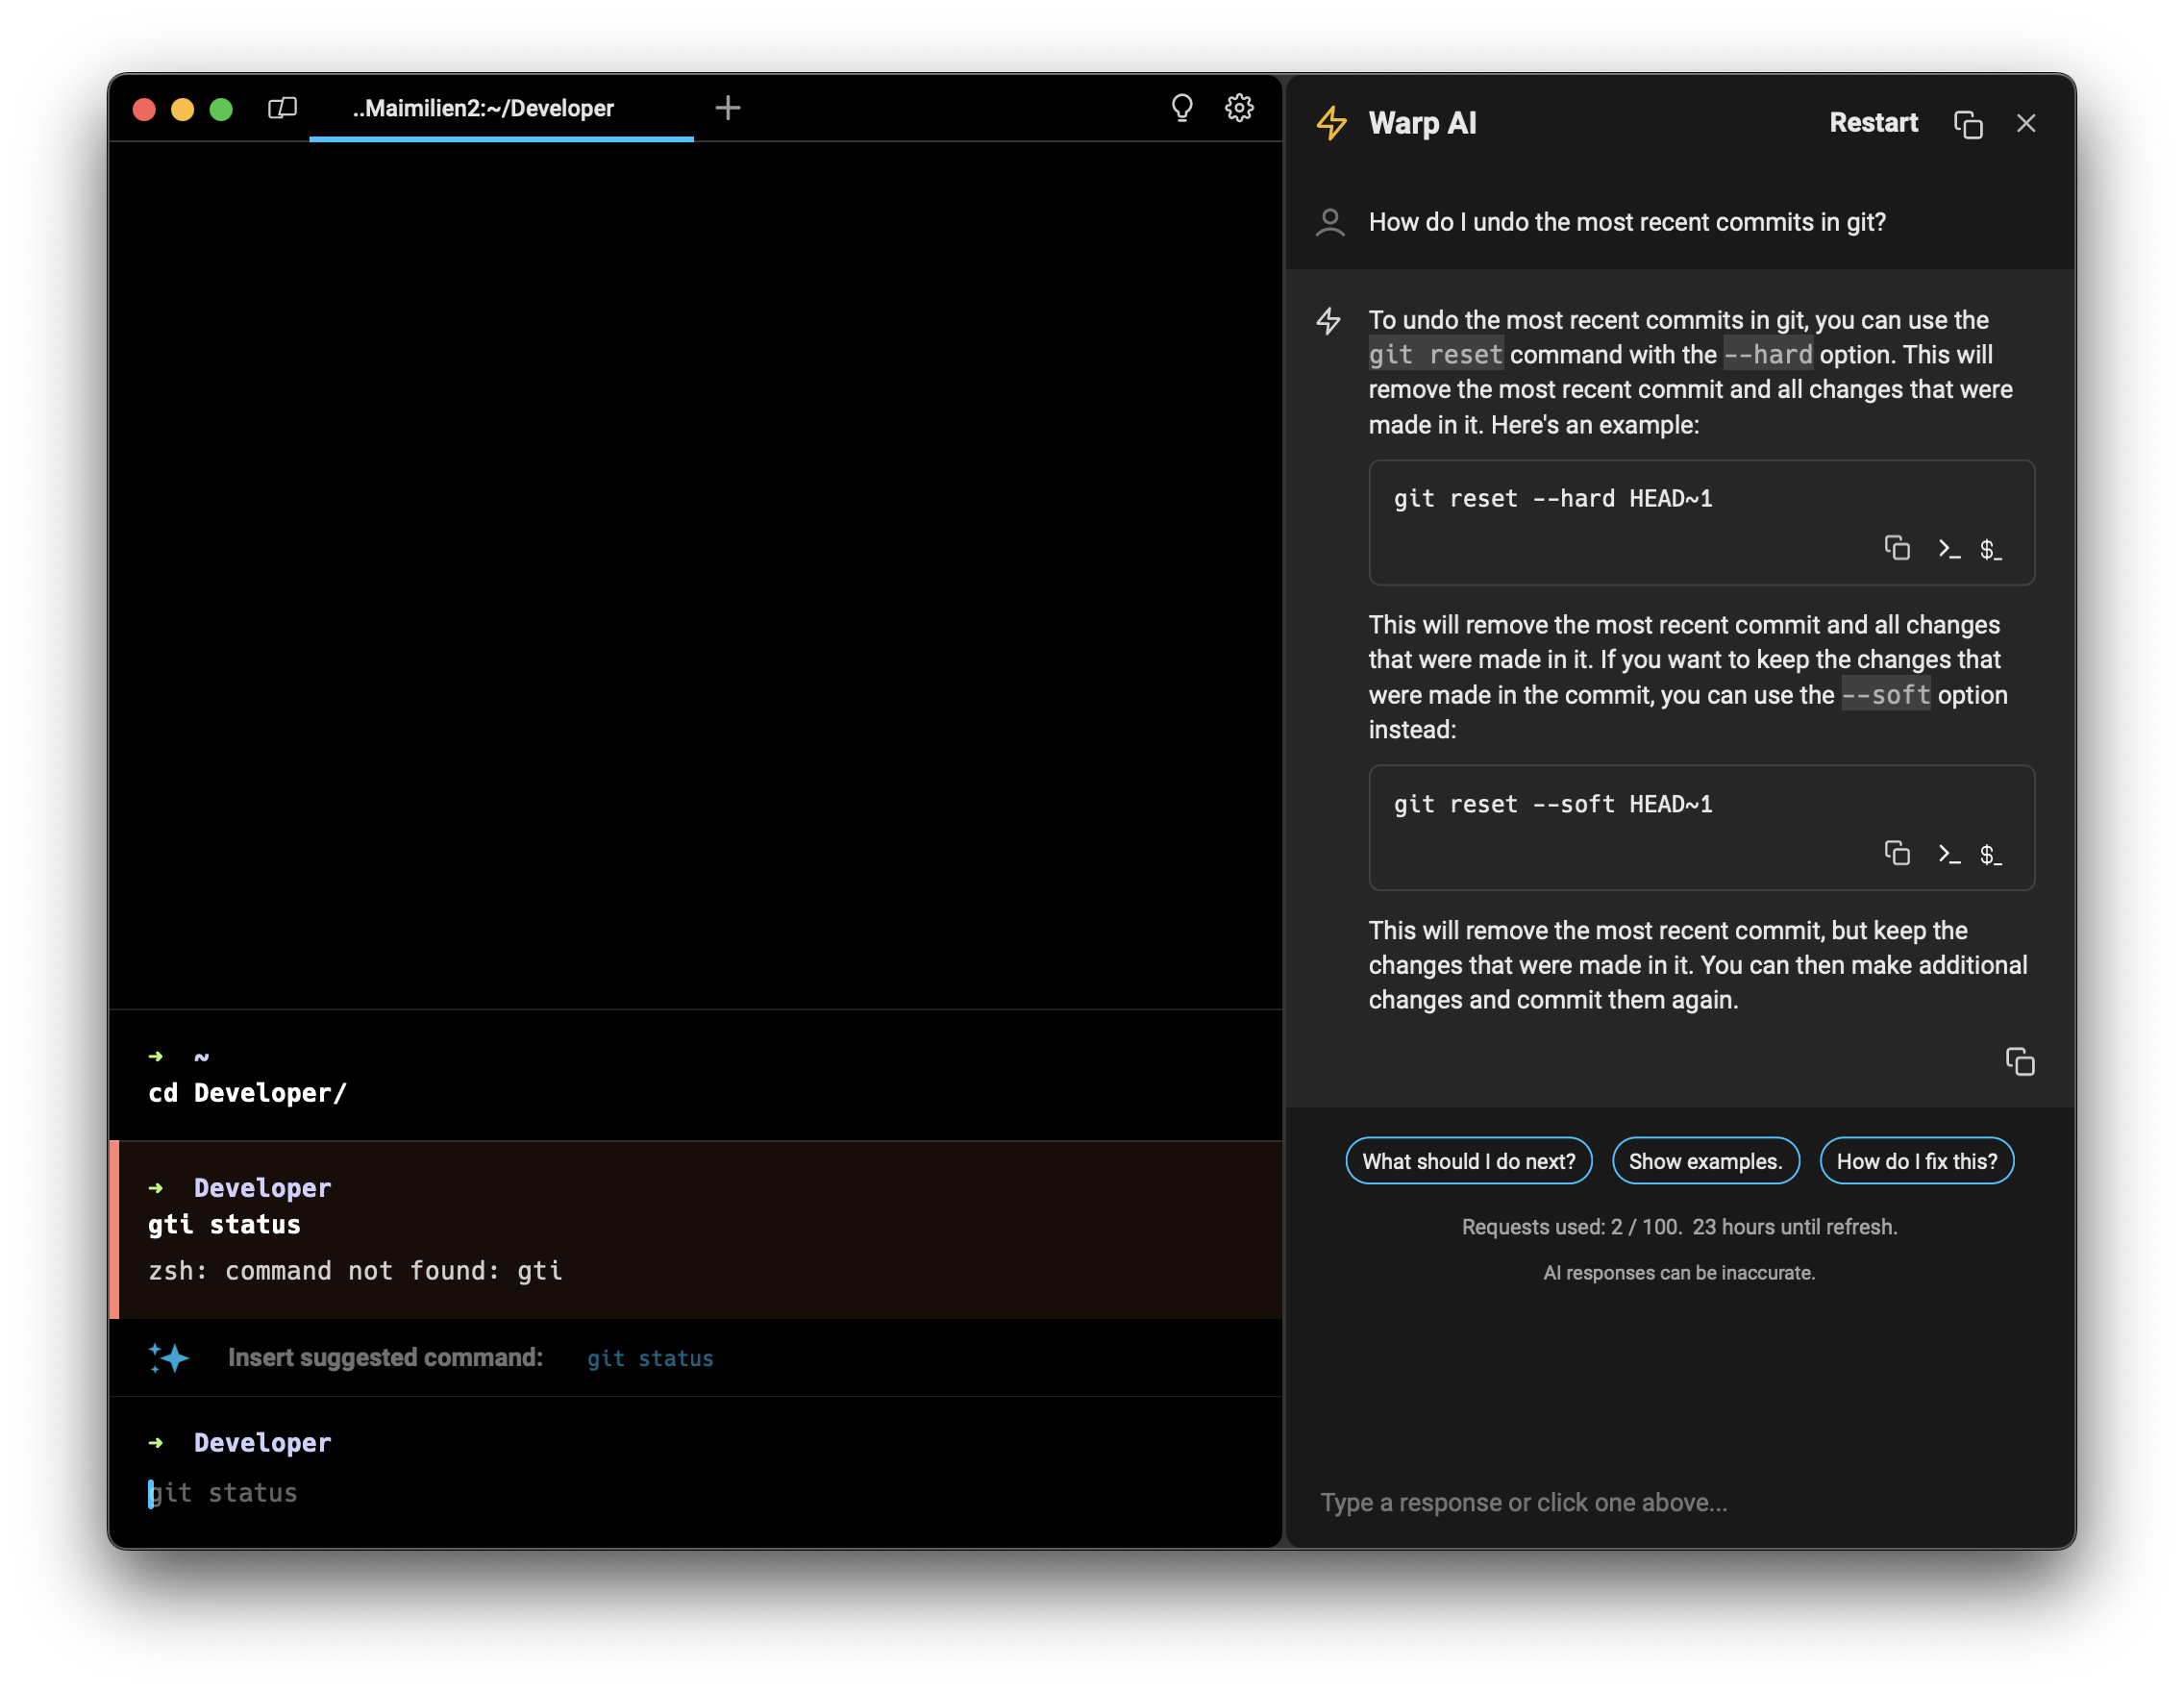 ..Maimilien2:~/Developer
~
cd Developer/
Developer
gti status
zsh: command not found: gti
Insert suggested command: git status
Developer
git status
Warp AI
Restart
How do I undo the most recent commits in git?
To undo the most recent commits in git, you can use the
git reset command with the --hard option. This will
remove the most recent commit and all changes that were
made in it. Here's an example:
git reset --hard HEAD~1
>_ $_
This will remove the most recent commit and all changes
that were made in it. If you want to keep the changes that
were made in the commit, you can use the --soft option
instead:
git reset --soft HEAD~1
>_ $_
This will remove the most recent commit, but keep the
changes that were made in it. You can then make additional
changes and commit them again.
What should I do next? Show examples. How do I fix this?
Requests used: 2 / 100. 23 hours until refresh.
AI responses can be inaccurate.
Type a response or click one above...